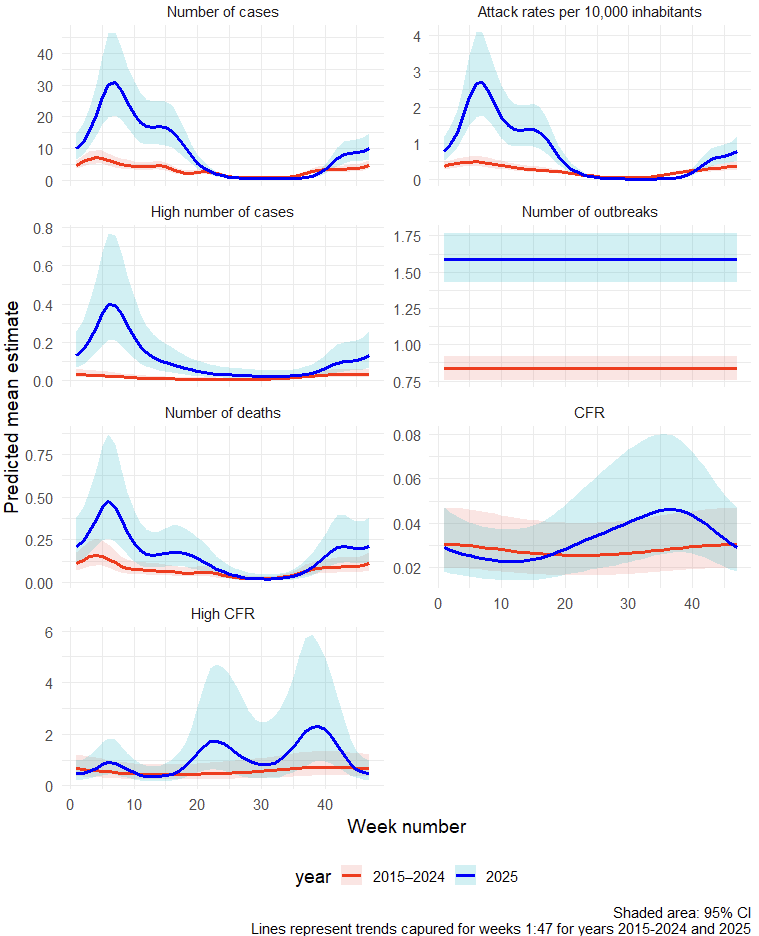 Number of cases
Attack rates per 10,000 inhabitants
40
30
20
10
0
4
3
2
1
0
High number of cases
Number of outbreaks
0.8
0.6
0.4
0.2
0.0
1.75
1.50
1.25
1.00
0.75
Predicted mean estimate
Number of deaths
CFR
0.75
0.50
0.25
0.00
0.08
0.06
0.04
0.02
0 10 20 30 40
High CFR
6
4
2
0
0 10 20 30 40
Week number
year 2015–2024 2025
Shaded area: 95% CI
Lines represent trends capured for weeks 1:47 for years 2015-2024 and 2025